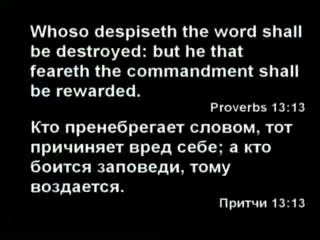 Whoso despiseth the word shall
be destroyed: but he that
feareth the commandment shall
be rewarded.
Proverbs 13:13
Кто пренебрегает словом, тот
причиняет вред себе; а кто
боится заповеди, тому
воздается.
Притчи 13:13